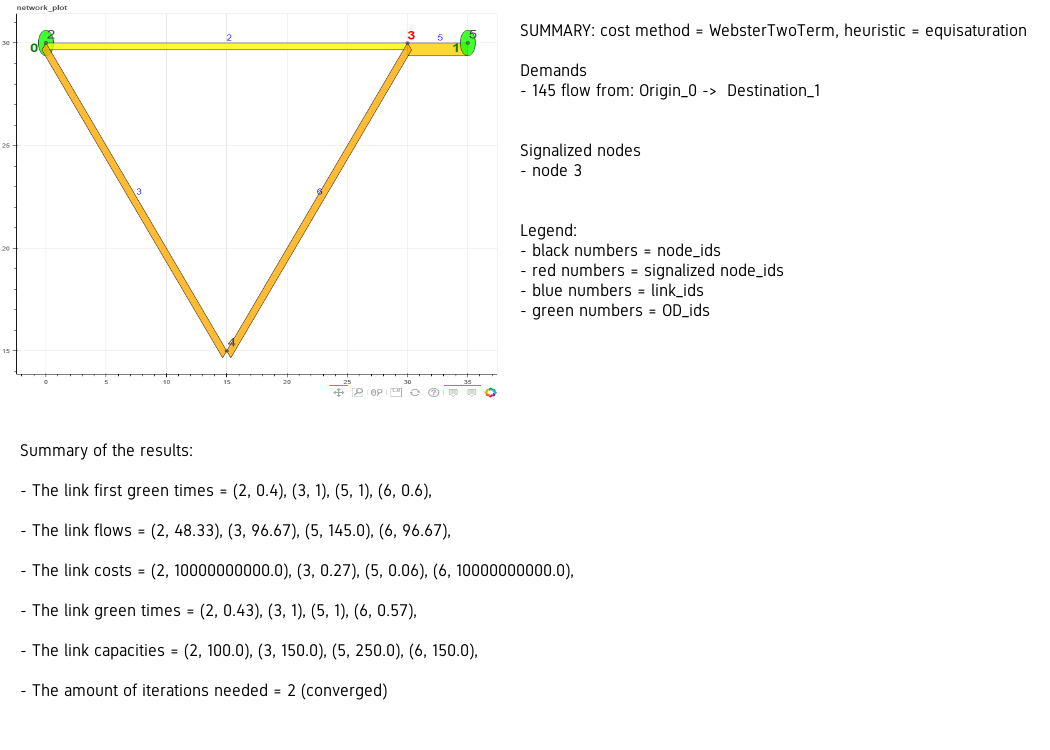 network_plot
2
0
2
3
5
1
5
30
25
20
15
3
6
4
0
5
10
15
20
25
30
35
SUMMARY: cost method = WebsterTwoTerm, heuristic = equisaturation
Demands
- 145 flow from: Origin_0 -> Destination_1
Signalized nodes
- node 3
Legend:
- black numbers = node_ids
- red numbers = signalized node_ids
- blue numbers = link_ids
- green numbers = OD_ids
Summary of the results:
- The link first green times = (2, 0.4), (3, 1), (5, 1), (6, 0.6),
- The link flows = (2, 48.33), (3, 96.67), (5, 145.0), (6, 96.67),
- The link costs = (2, 10000000000.0), (3, 0.27), (5, 0.06), (6, 10000000000.0),
- The link green times = (2, 0.43), (3, 1), (5, 1), (6, 0.57),
- The link capacities = (2, 100.0), (3, 150.0), (5, 250.0), (6, 150.0),
- The amount of iterations needed = 2 (converged)